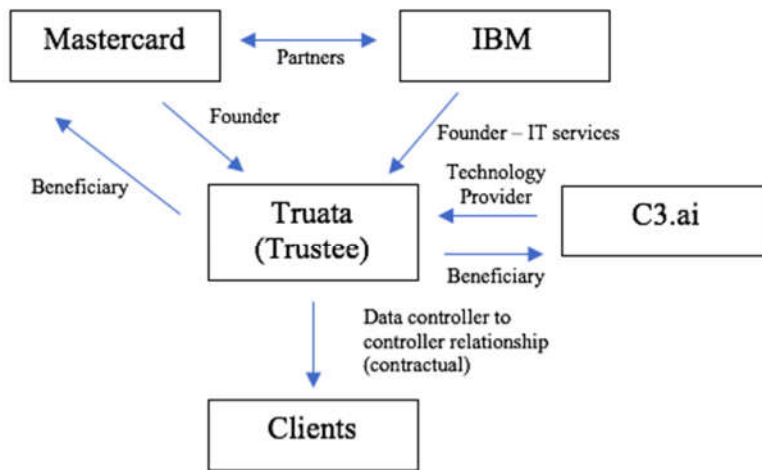 Mastercard
IBM
Partners
Founder
Founder – IT services
Beneficiary
Technology
Provider
Truata
(Trustee)
C3.ai
Beneficiary
Data controller to
controller relationship
(contractual)
Clients